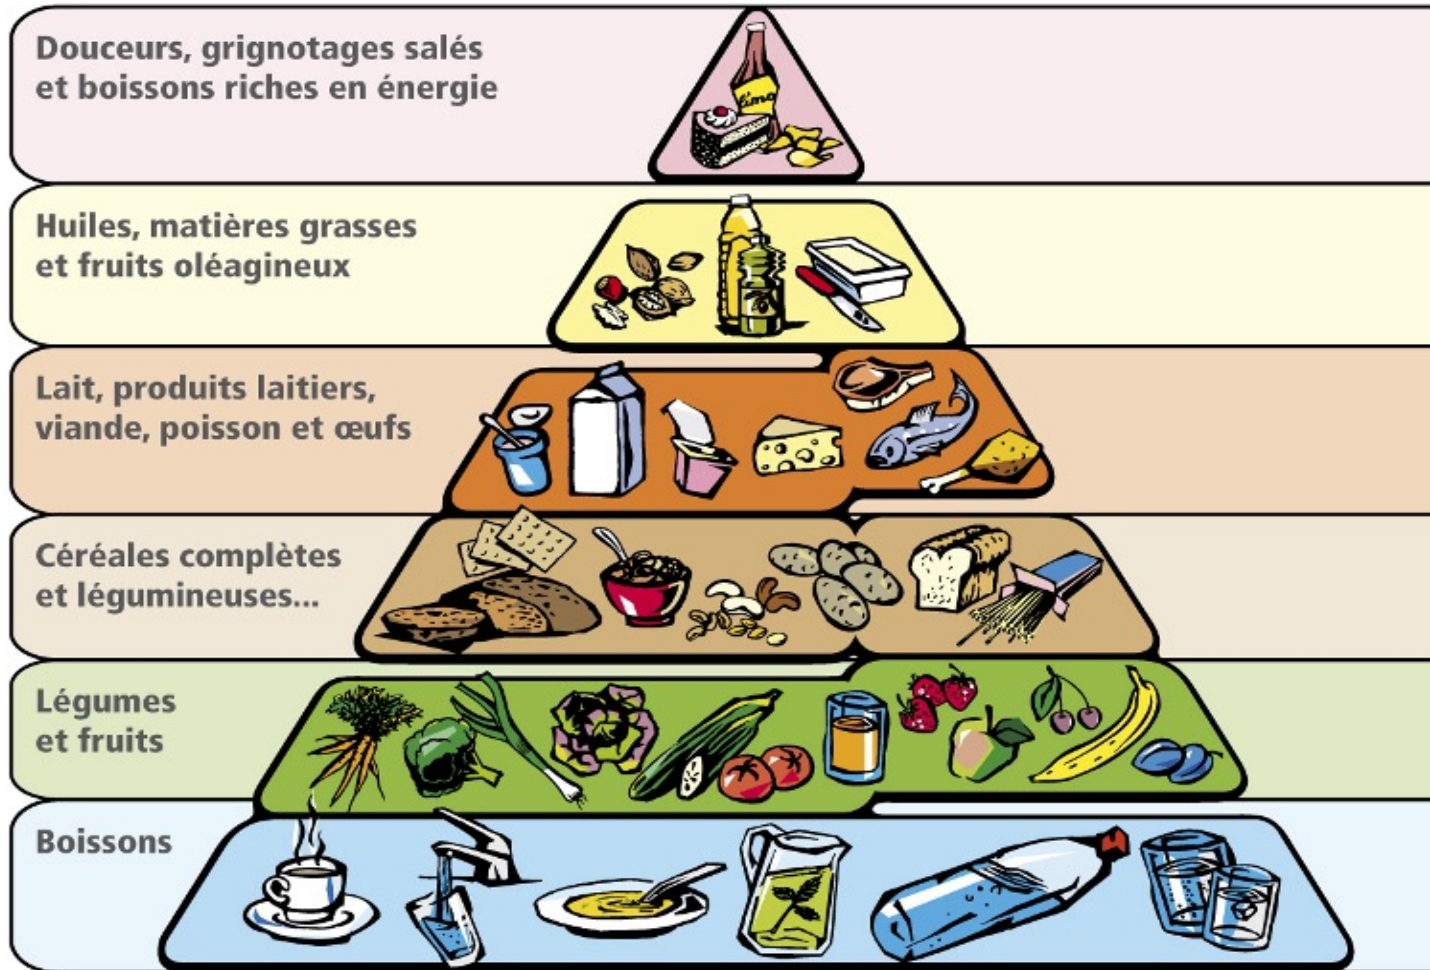 Douceurs, grignotages salés
et boissons riches en énergie
limo
Huiles, matières grasses
et fruits oléagineux
Lait, produits laitiers,
viande, poisson et œufs
Céréales complètes
et légumineuses...
Légumes
et fruits
Boissons